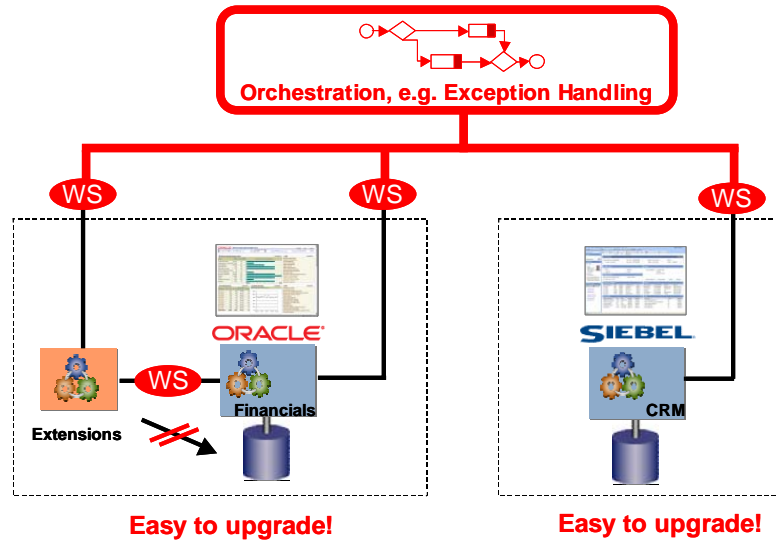 Orchestration, e.g. Exception Handling
WS
WS
WS
ORACLE
SIEBEL
WS
Financials
CRM
Extensions
Easy to upgrade!
Easy to upgrade!